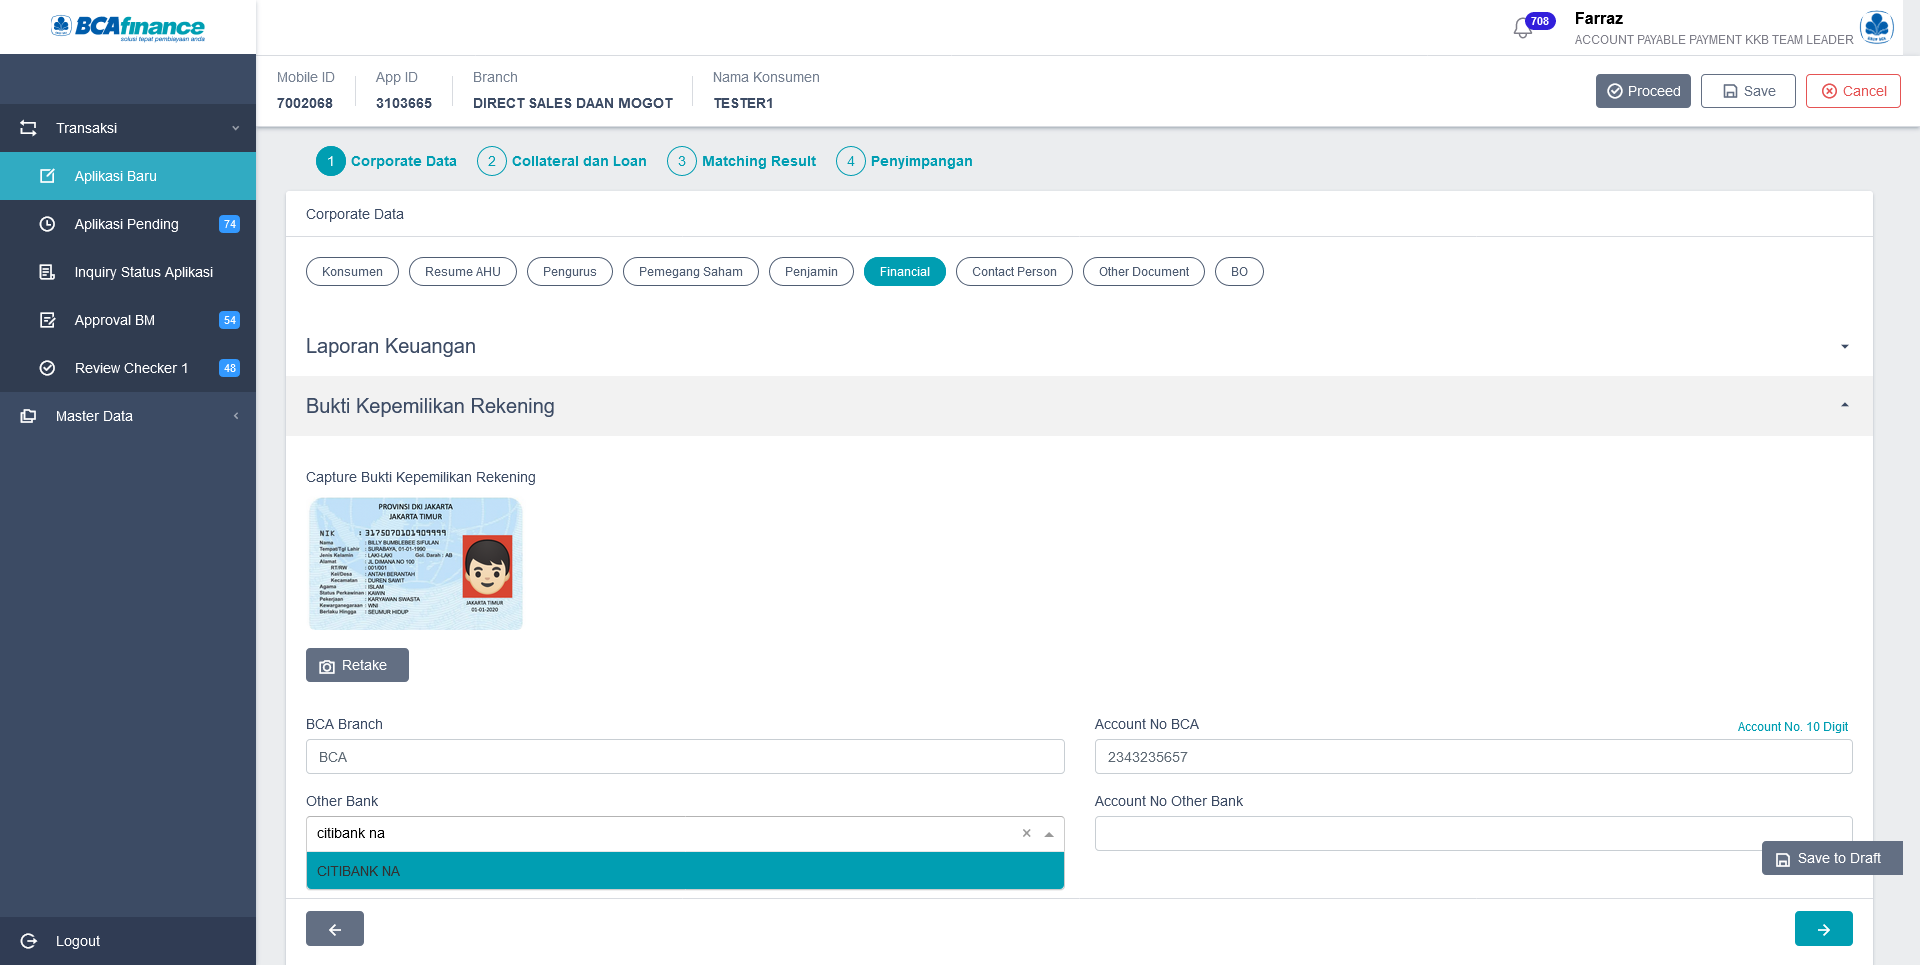 BCAfinance
solusi tepat pembiayaan anda
708
Farraz
ACCOUNT PAYABLE PAYMENT KKB TEAM LEADER
Mobile ID
7002068
App ID
3103665
Branch
DIRECT SALES DAAN MOGOT
Nama Konsumen
TESTER1
Proceed
Save
Cancel
Transaksi
Aplikasi Baru
Aplikasi Pending 74
Inquiry Status Aplikasi
Approval BM 54
Review Checker 1 48
Master Data
Logout
1 Corporate Data
2 Collateral dan Loan
3 Matching Result
4 Penyimpangan
Corporate Data
Konsumen
Resume AHU
Pengurus
Pemegang Saham
Penjamin
Financial
Contact Person
Other Document
BO
Laporan Keuangan
Bukti Kepemilikan Rekening
Capture Bukti Kepemilikan Rekening
PROVINSI DKI JAKARTA
JAKARTA TIMUR
NIK : 3175070101909999
Nama : BILLY BUMBLEBEE SIFULAN
Tempat/Tgl Lahir : SURABAYA, 01-01-1990
Jenis Kelamin : LAKI-LAKI Gol. Darah : AB
Alamat : JL DIMANA NO 100
RT/RW : 001/001
Kel/Desa : ANTAH BERANTAH
Kecamatan : DUREN SAWIT
Agama : ISLAM
Status Perkawinan : KAWIN
Pekerjaan : KARYAWAN SWASTA
Kewarganegaraan : WNI
Berlaku Hingga : SEUMUR HIDUP
JAKARTA TIMUR
01-01-2020
Retake
BCA Branch
BCA
Account No BCA
Account No. 10 Digit
2343235657
Other Bank
citibank na
CITIBANK NA
Account No Other Bank
Save to Draft